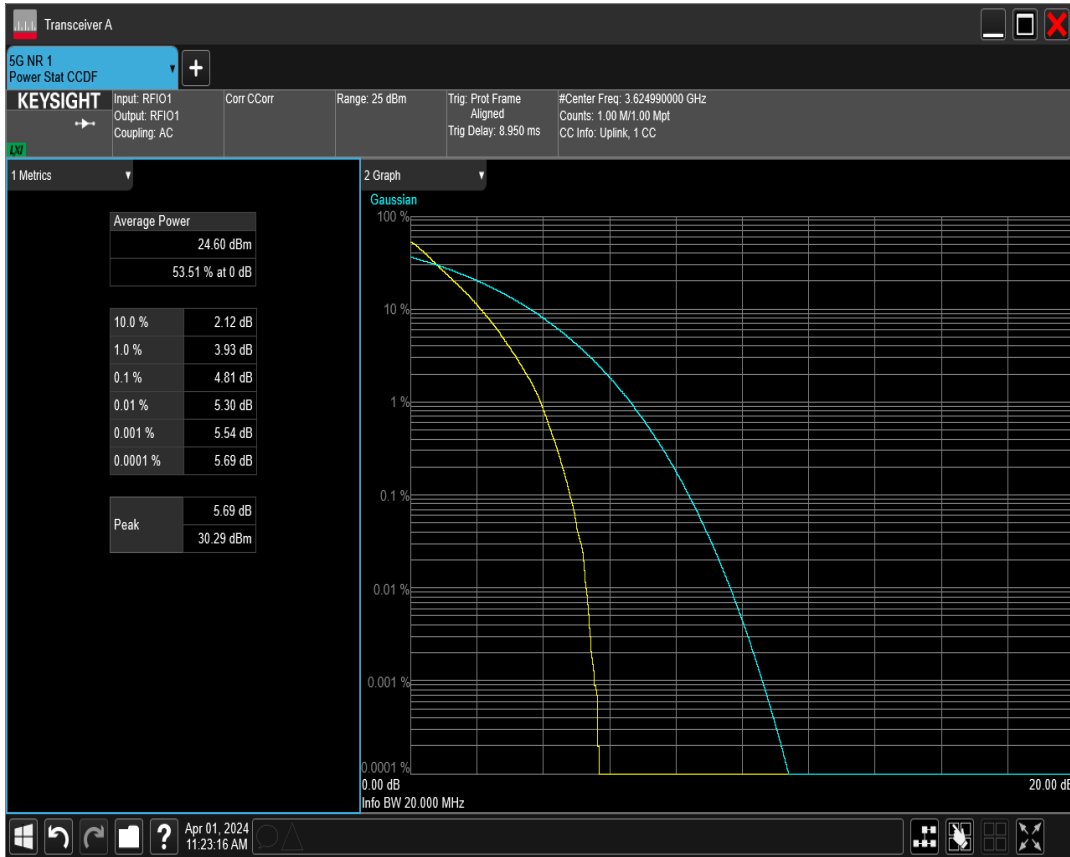 Transceiver A
5G NR 1
Power Stat CCDF
+
KEYSIGHT
LXI
Input: RFIO1
Output: RFIO1
Coupling: AC
Corr CCorr
Range: 25 dBm
Trig: Prot Frame
Aligned
Trig Delay: 8.950 ms
#Center Freq: 3.624990000 GHz
Counts: 1.00 M/1.00 Mpt
CC Info: Uplink, 1 CC
1 Metrics
Average Power
24.60 dBm
53.51 % at 0 dB
10.0 % 2.12 dB
1.0 % 3.93 dB
0.1 % 4.81 dB
0.01 % 5.30 dB
0.001 % 5.54 dB
0.0001 % 5.69 dB
Peak 5.69 dB
30.29 dBm
2 Graph
Gaussian
100 %
10 %
1 %
0.1 %
0.01 %
0.001 %
0.0001 %
0.00 dB 20.00 dB
Info BW 20.000 MHz
? Apr 01, 2024
11:23:16 AM